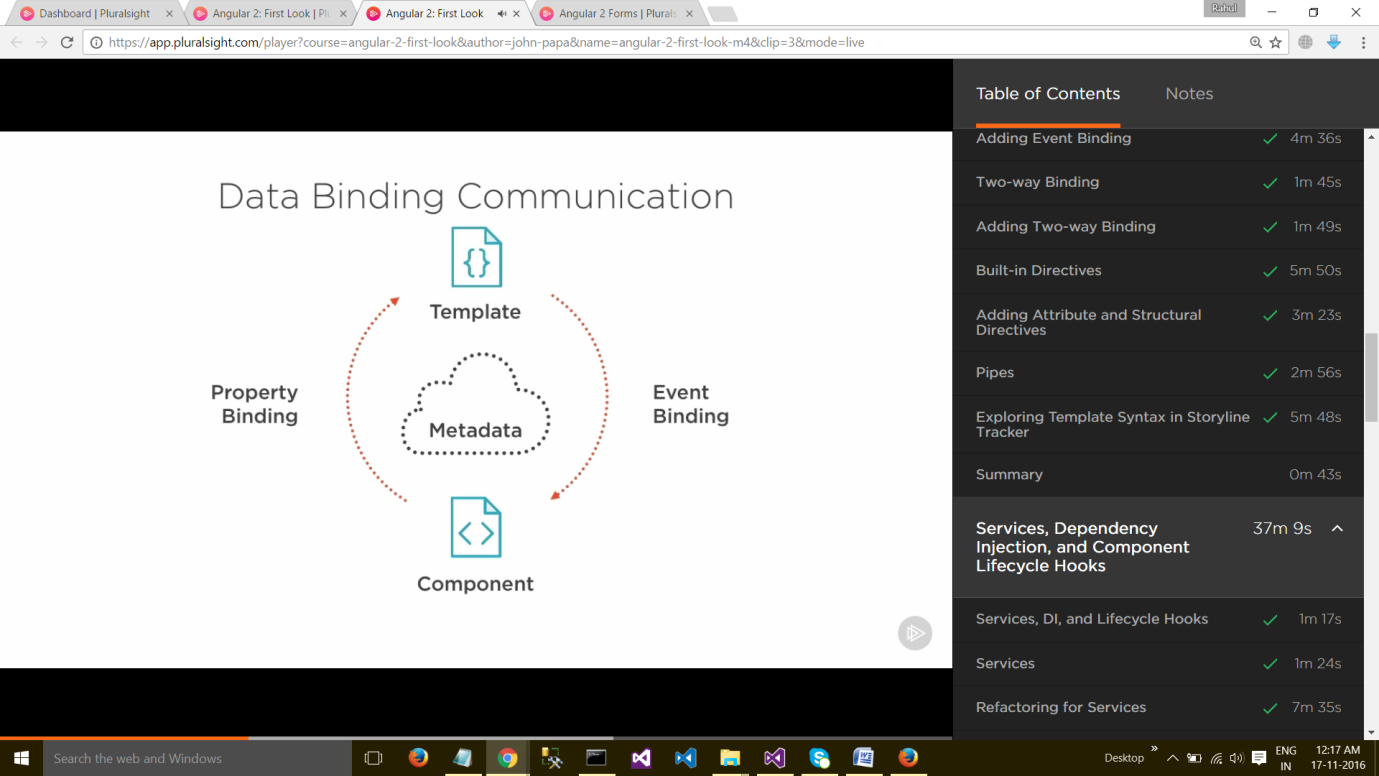 Dashboard | Pluralsight
Angular 2: First Look | Pl
Angular 2: First Look
Angular 2 Forms | Plurals
Rahul
https://app.pluralsight.com/player?course=angular-2-first-look&author=john-papa&name=angular-2-first-look-m4&clip=3&mode=live
Data Binding Communication
{}
Template
Property
Binding
Metadata
Event
Binding
< >
Component
Table of Contents
Notes
Adding Event Binding 4m 36s
Two-way Binding 1m 45s
Adding Two-way Binding 1m 49s
Built-in Directives 5m 50s
Adding Attribute and Structural
Directives 3m 23s
Pipes 2m 56s
Exploring Template Syntax in Storyline
Tracker 5m 48s
Summary 0m 43s
Services, Dependency
Injection, and Component
Lifecycle Hooks 37m 9s
Services, DI, and Lifecycle Hooks 1m 17s
Services 1m 24s
Refactoring for Services 7m 35s
Search the web and Windows
Desktop
ENG
IN
12:17 AM
17-11-2016